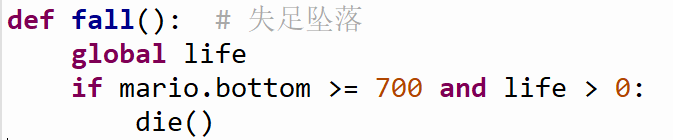 def fall():  # 失足坠落
    global life
    if mario.bottom >= 700 and life > 0:
        die()